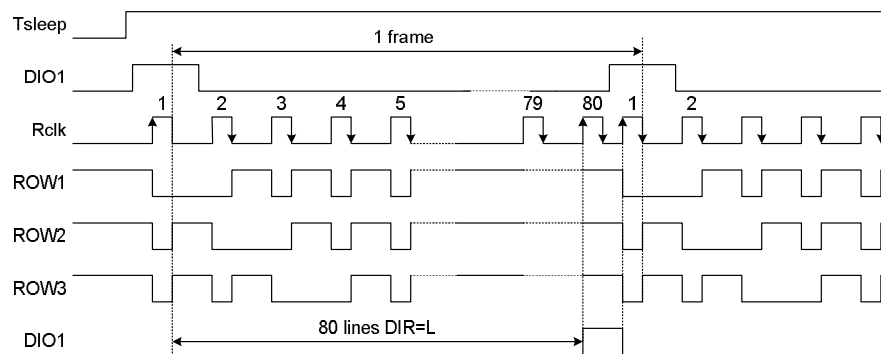 Tsleep
1 frame
DIO1
1 2 3 4 5 79 80 1 2
Rclk
ROW1
ROW2
ROW3
80 lines DIR=L
DIO1